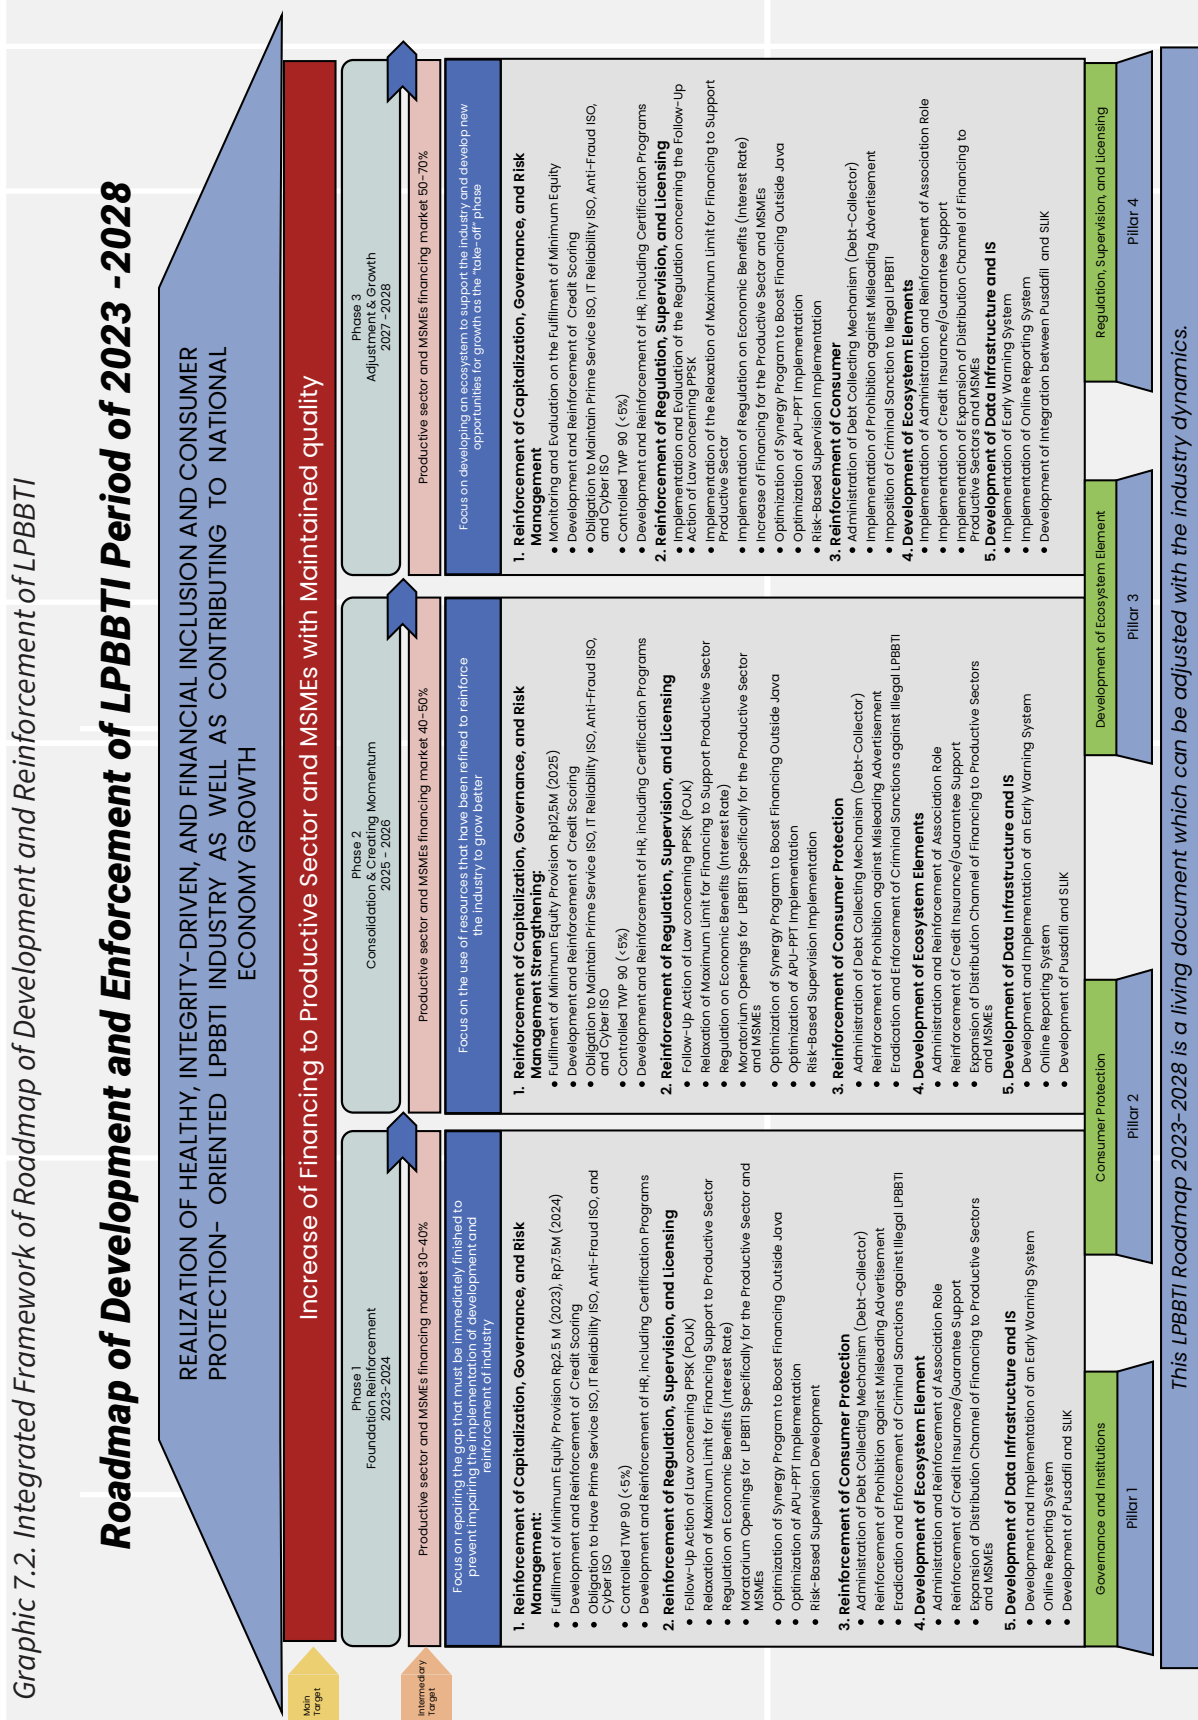 Graphic 7.2. Integrated Framework of Roadmap of Development and Reinforcement of LPBBTI
Roadmap of Development and Enforcement of LPBBTI Period of 2023 -2028
REALIZATION OF HEALTHY, INTEGRITY-DRIVEN, AND FINANCIAL INCLUSION AND CONSUMER
PROTECTION- ORIENTED LPBBTI INDUSTRY AS WELL AS CONTRIBUTING TO NATIONAL
ECONOMY GROWTH
Main
Target
Increase of Financing to Productive Sector and MSMEs with Maintained quality
Intermediary
Target
Phase 1
Foundation Reinforcement
2023-2024
Productive sector and MSMEs financing market 30-40%
Focus on repairing the gap that must be immediately finished to
prevent impairing the implementation of development and
reinforcement of industry
1. Reinforcement of Capitalization, Governance, and Risk
Management:
• Fulfillment of Minimum Equity Provision Rp2.5 M (2023), Rp7.5M (2024)
• Development and Reinforcement of Credit Scoring
• Obligation to Have Prime Service ISO, IT Reliability ISO, Anti-Fraud ISO, and
Cyber ISO
• Controlled TWP 90 (<5%)
• Development and Reinforcement of HR, including Certification Programs
2. Reinforcement of Regulation, Supervision, and Licensing
• Follow-Up Action of Law concerning PPSK (POJK)
• Relaxation of Maximum Limit for Financing Support to Productive Sector
• Regulation on Economic Benefits (Interest Rate)
• Moratorium Openings for LPBBTI Specifically for the Productive Sector and
MSMEs
• Optimization of Synergy Program to Boost Financing Outside Java
• Optimization of APU-PPT Implementation
• Risk-Based Supervision Development
3. Reinforcement of Consumer Protection
• Administration of Debt Collecting Mechanism (Debt-Collector)
• Reinforcement of Prohibition against Misleading Advertisement
• Eradication and Enforcement of Criminal Sanctions against Illegal LPBBTI
4. Development of Ecosystem Element
• Administration and Reinforcement of Association Role
• Reinforcement of Credit Insurance/Guarantee Support
• Expansion of Distribution Channel of Financing to Productive Sectors
and MSMEs
5. Development of Data Infrastructure and IS
• Development and Implementation of an Early Warning System
• Online Reporting System
• Development of Pusdafil and SLIK
Phase 2
Consolidation & Creating Momentum
2025 - 2026
Productive sector and MSMEs financing market 40-50%
Focus on the use of resources that have been refined to reinforce
the industry to grow better
1. Reinforcement of Capitalization, Governance, and Risk
Management Strengthening:
• Fulfilment of Minimum Equity Provision Rp12,5M (2025)
• Development and Reinforcement of Credit Scoring
• Obligation to Maintain Prime Service ISO, IT Reliability ISO, Anti-Fraud ISO,
and Cyber ISO
• Controlled TWP 90 (<5%)
• Development and Reinforcement of HR, including Certification Programs
2. Reinforcement of Regulation, Supervision, and Licensing
• Follow-Up Action of Law concerning PPSK (POJK)
• Relaxation of Maximum Limit for Financing to Support Productive Sector
• Regulation on Economic Benefits (Interest Rate)
Moratorium Openings for LPBBTI Specifically for the Productive Sector
and MSMEs
• Optimization of Synergy Program to Boost Financing Outside Java
• Optimization of APU-PPT Implementation
• Risk-Based Supervision Implementation
3. Reinforcement of Consumer Protection
• Administration of Debt Collecting Mechanism (Debt-Collector)
• Reinforcement of Prohibition against Misleading Advertisement
• Eradication and Enforcement of Criminal Sanctions against Illegal LPBBTI
4. Development of Ecosystem Elements
• Administration and Reinforcement of Association Role
• Reinforcement of Credit Insurance/Guarantee Support
• Expansion of Distribution Channel of Financing to Productive Sectors
and MSMEs
5. Development of Data Infrastructure and IS
• Development and Implementation of an Early Warning System
• Online Reporting System
• Development of Pusdafil and SLIK
Phase 3
Adjustment & Growth
2027 -2028
Productive sector and MSMEs financing market 50-70%
Focus on developing an ecosystem to support the industry and develop new
opportunities for growth as the "take-off" phase
1. Reinforcement of Capitalization, Governance, and Risk
Management
• Monitoring and Evaluation on the Fulfilment of Minimum Equity
• Development and Reinforcement of Credit Scoring
• Obligation to Maintain Prime Service ISO, IT Reliability ISO, Anti-Fraud ISO,
and Cyber ISO
• Controlled TWP 90 (<5%)
• Development and Reinforcement of HR, including Certification Programs
2. Reinforcement of Regulation, Supervision, and Licensing
• Implementation and Evaluation of the Regulation concerning the Follow-Up
• Action of Law concerning PPSK
• Implementation of the Relaxation of Maximum Limit for Financing to Support
Productive Sector
• Implementation of Regulation on Economic Benefits (Interest Rate)
• Increase of Financing for the Productive Sector and MSMEs
• Optimization of Synergy Program to Boost Financing Outside Java
• Optimization of APU-PPT Implementation
• Risk-Based Supervision Implementation
3. Reinforcement of Consumer
• Administration of Debt Collecting Mechanism (Debt-Collector)
• Implementation of Prohibition against Misleading Advertisement
• Imposition of Criminal Sanction to Illegal LPBBTI
4. Development of Ecosystem Elements
• Implementation of Administration and Reinforcement of Association Role
• Implementation of Credit Insurance/Guarantee Support
• Implementation of Expansion of Distribution Channel of Financing to
Productive Sectors and MSMEs
5. Development of Data Infrastructure and IS
• Implementation of Early Warning System
• Implementation of Online Reporting System
• Development of Integration between Pusdafil and SLIK
Governance and Institutions
Pillar 1
Consumer Protection
Pillar 2
Development of Ecosystem Element
Pillar 3
Regulation, Supervision, and Licensing
Pillar 4
This LPBBTI Roadmap 2023-2028 is a living document which can be adjusted with the industry dynamics.